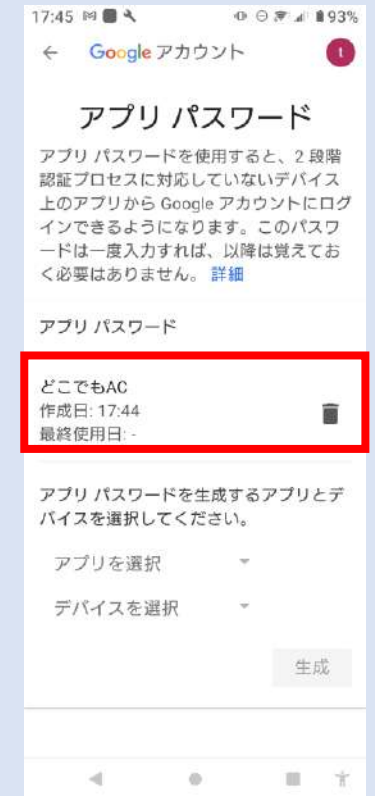 17:45 93%
Google アカウント
t
アプリ パスワード
アプリ パスワードを使用すると、2 段階
認証プロセスに対応していないデバイス
上のアプリから Google アカウントにログ
インできるようになります。このパスワ
ードは一度入力すれば、以降は覚えてお
く必要はありません。 詳細
アプリ パスワード
どこでもAC
作成日: 17:44
最終使用日: -
アプリ パスワードを生成するアプリとデ
バイスを選択してください。
アプリを選択
デバイスを選択
生成